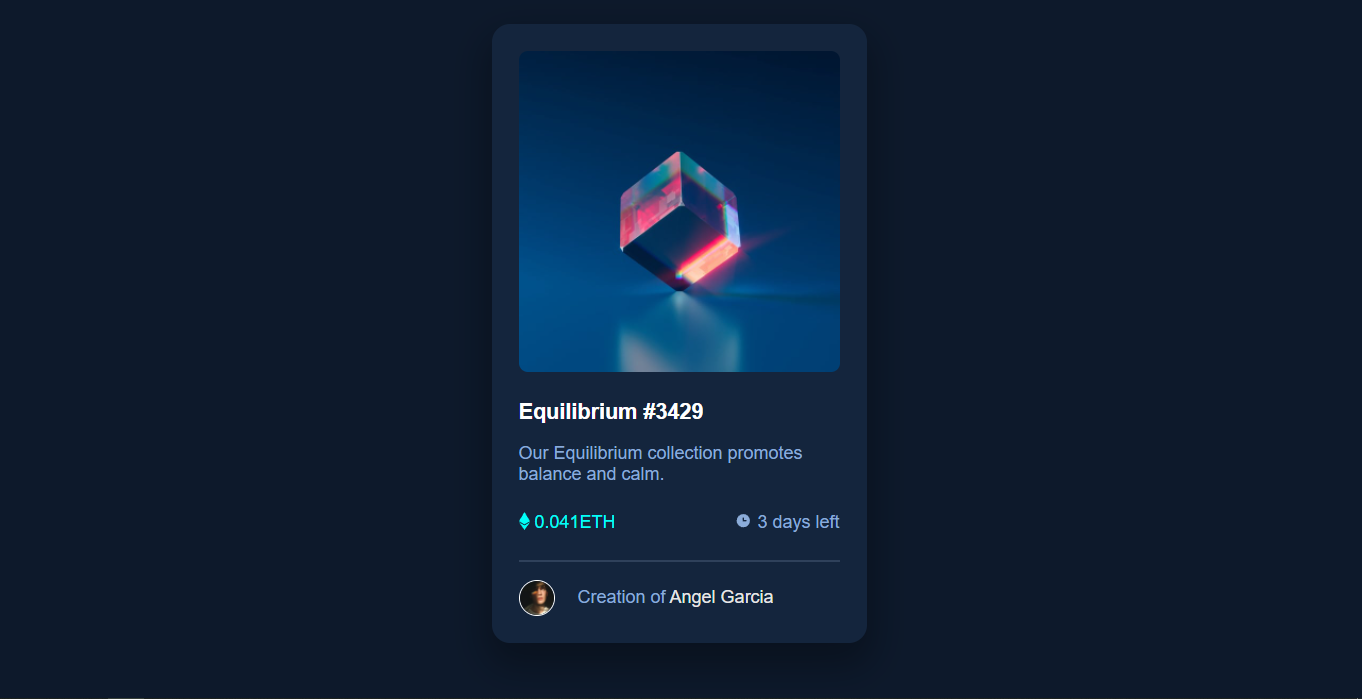 Equilibrium #3429
Our Equilibrium collection promotes
balance and calm.
0.041ETH
3 days left
Creation of Angel Garcia